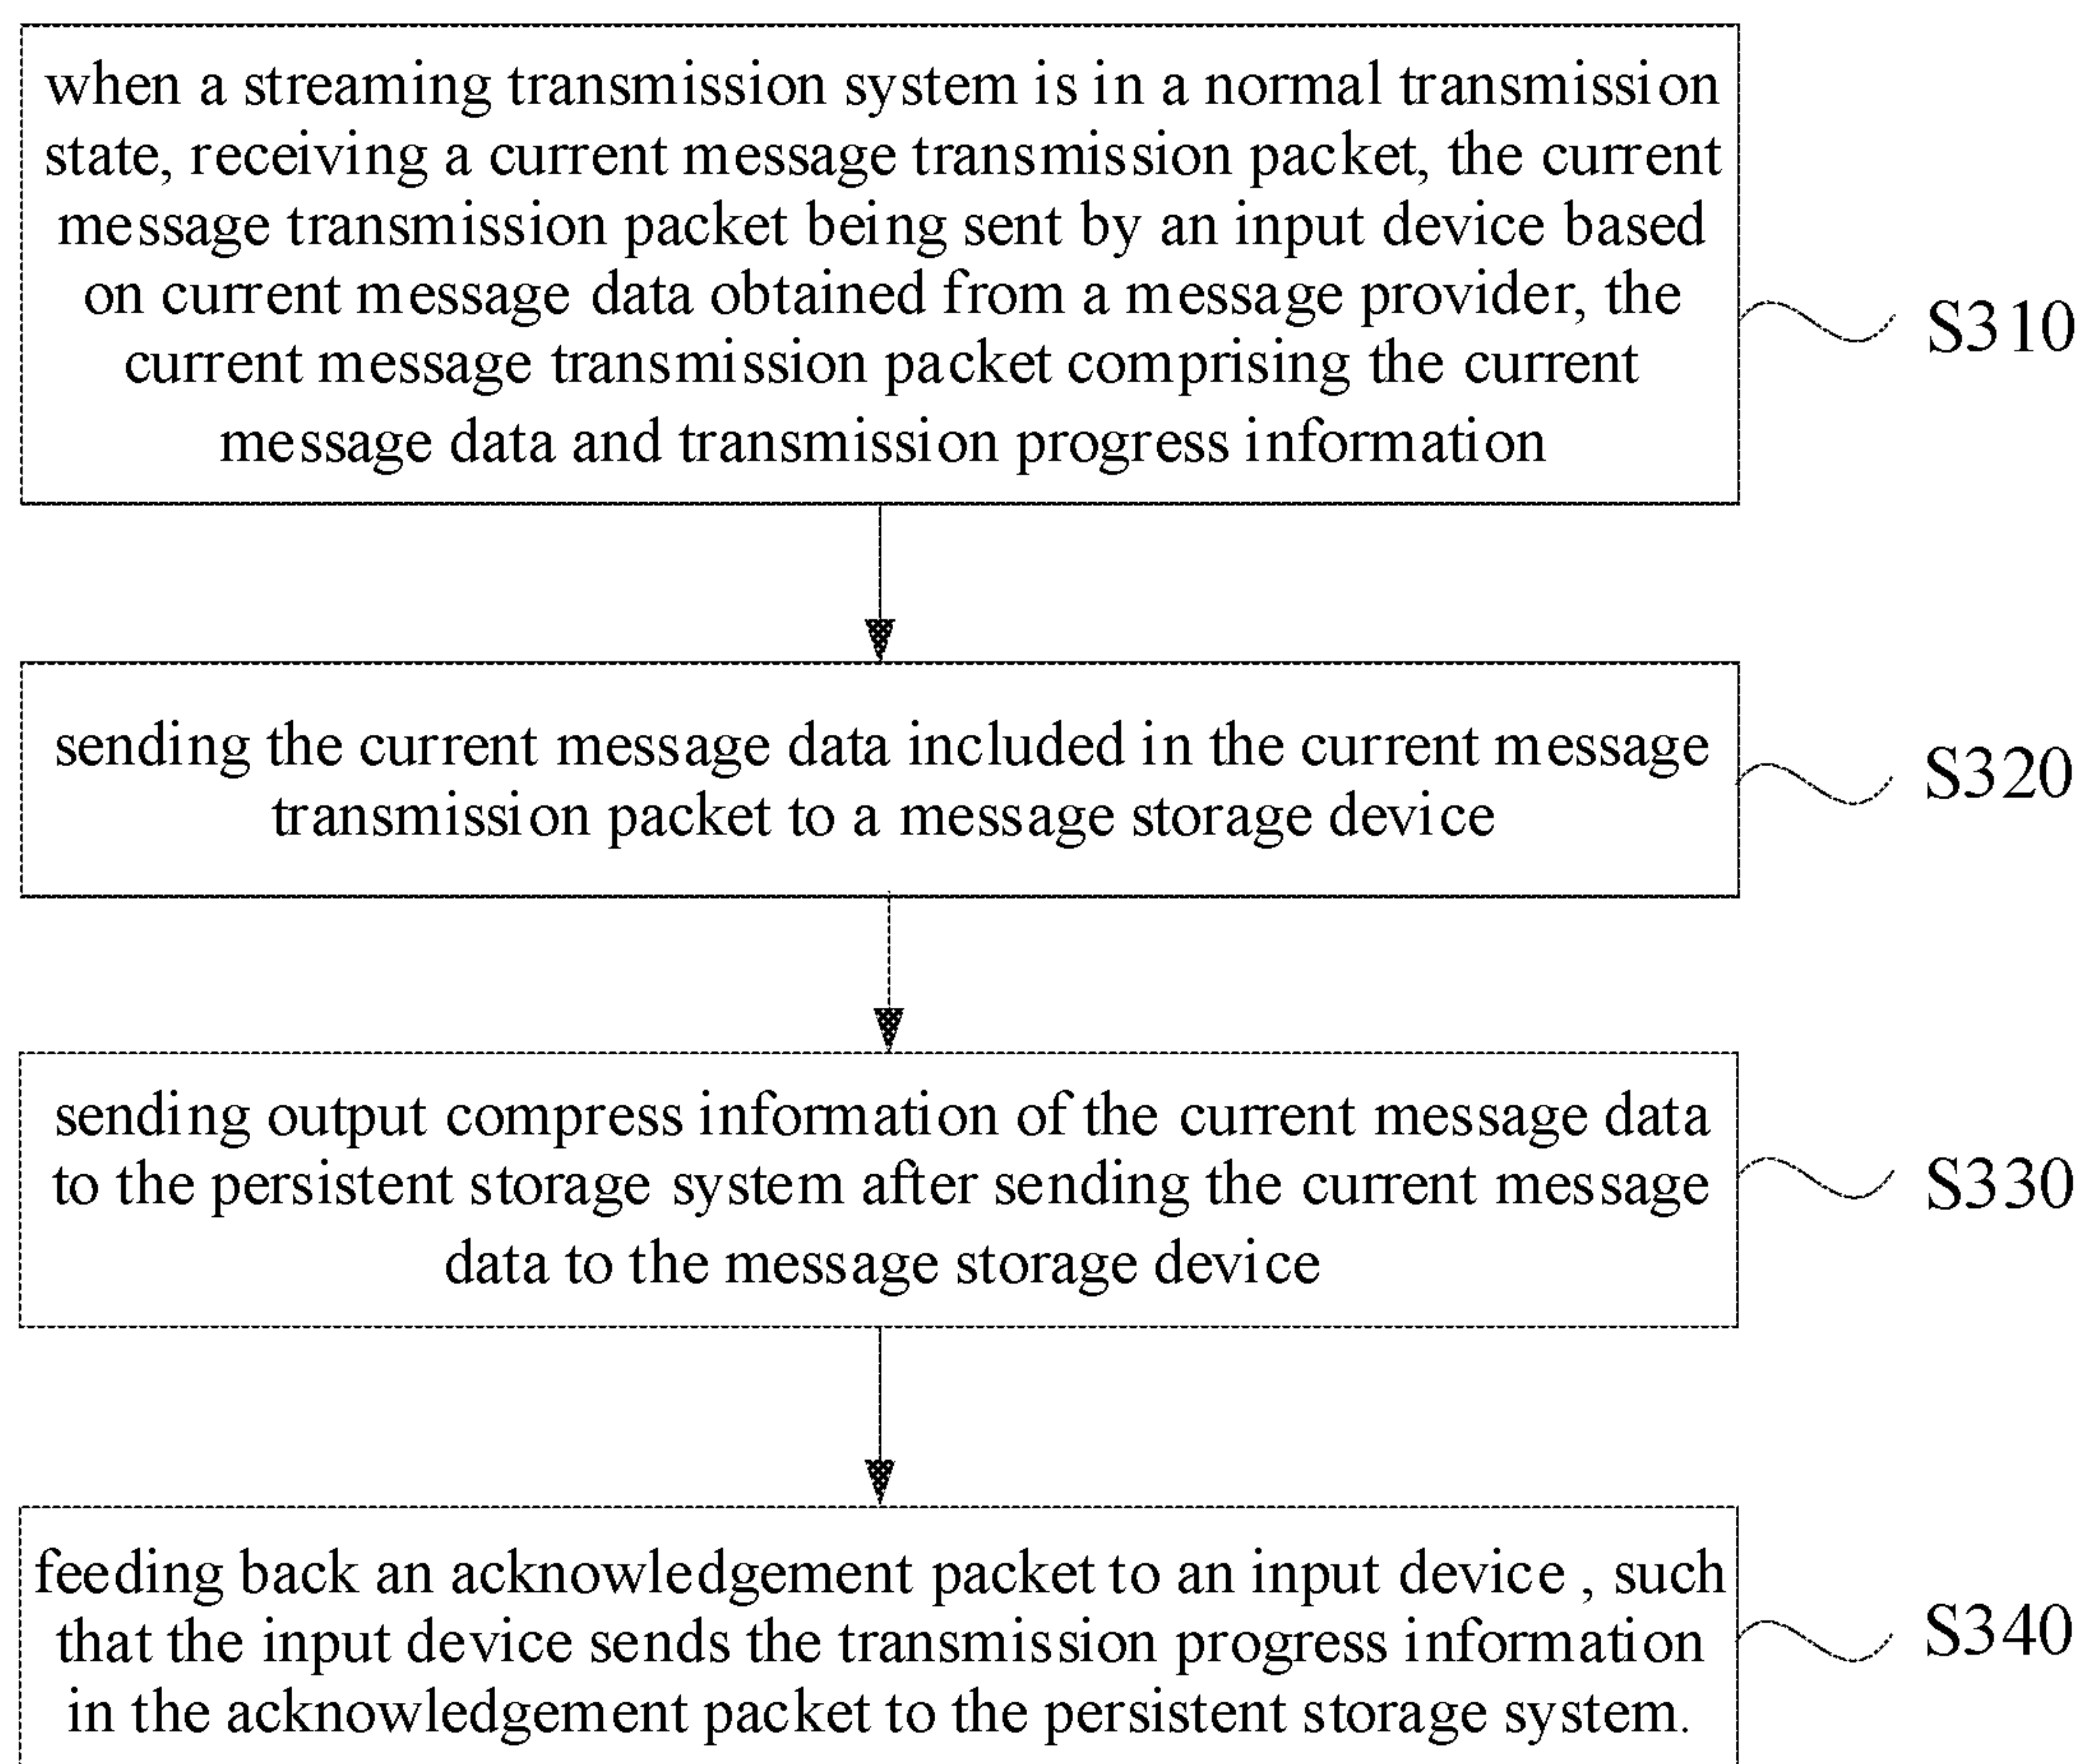 when a streaming transmission system is in a normal transmission
state, receiving a current message transmission packet, the current
message transmission packet being sent by an input device based
on current message data obtained from a message provider, the
current message transmission packet comprising the current
message data and transmission progress information
S310
sending the current message data included in the current message
transmission packet to a message storage device
S320
sending output compress information of the current message data
to the persistent storage system after sending the current message
data to the message storage device
S330
feeding back an acknowledgement packet to an input device , such
that the input device sends the transmission progress information
in the acknowledgement packet to the persistent storage system.
S340